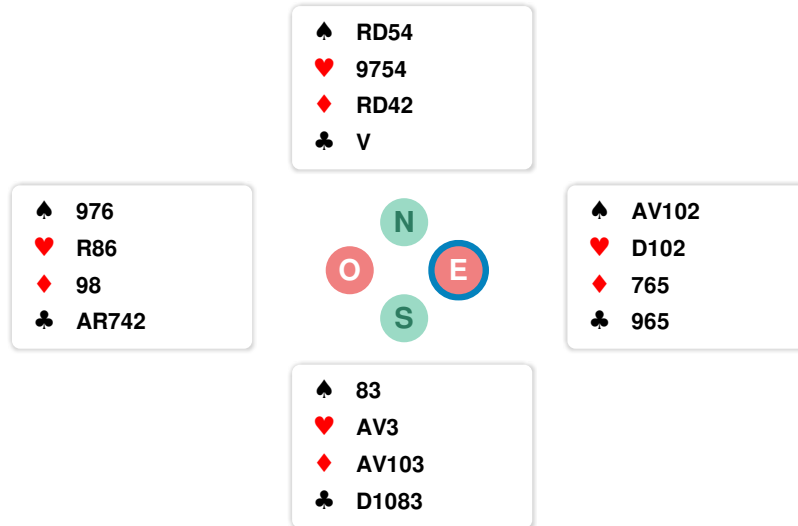 ♠ RD54
♥ 9754
♦ RD42
♣ V
♠ 976
♥ R86
♦ 98
♣ AR742
N
O
E
S
♠ AV102
♥ D102
♦ 765
♣ 965
♠ 83
♥ AV3
♦ AV103
♣ D1083